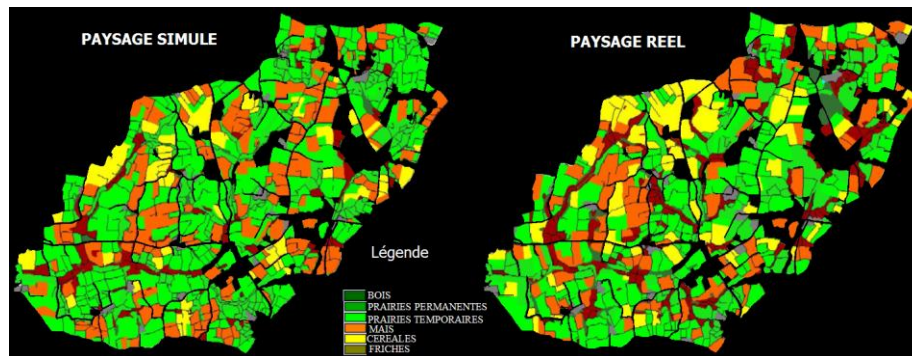 PAYSAGE SIMULE
PAYSAGE REEL
Légende
BOIS
PRAIRIES PERMANENTES
PRAIRIES TEMPORAIRES
MAIS
CEREALES
FRICHES